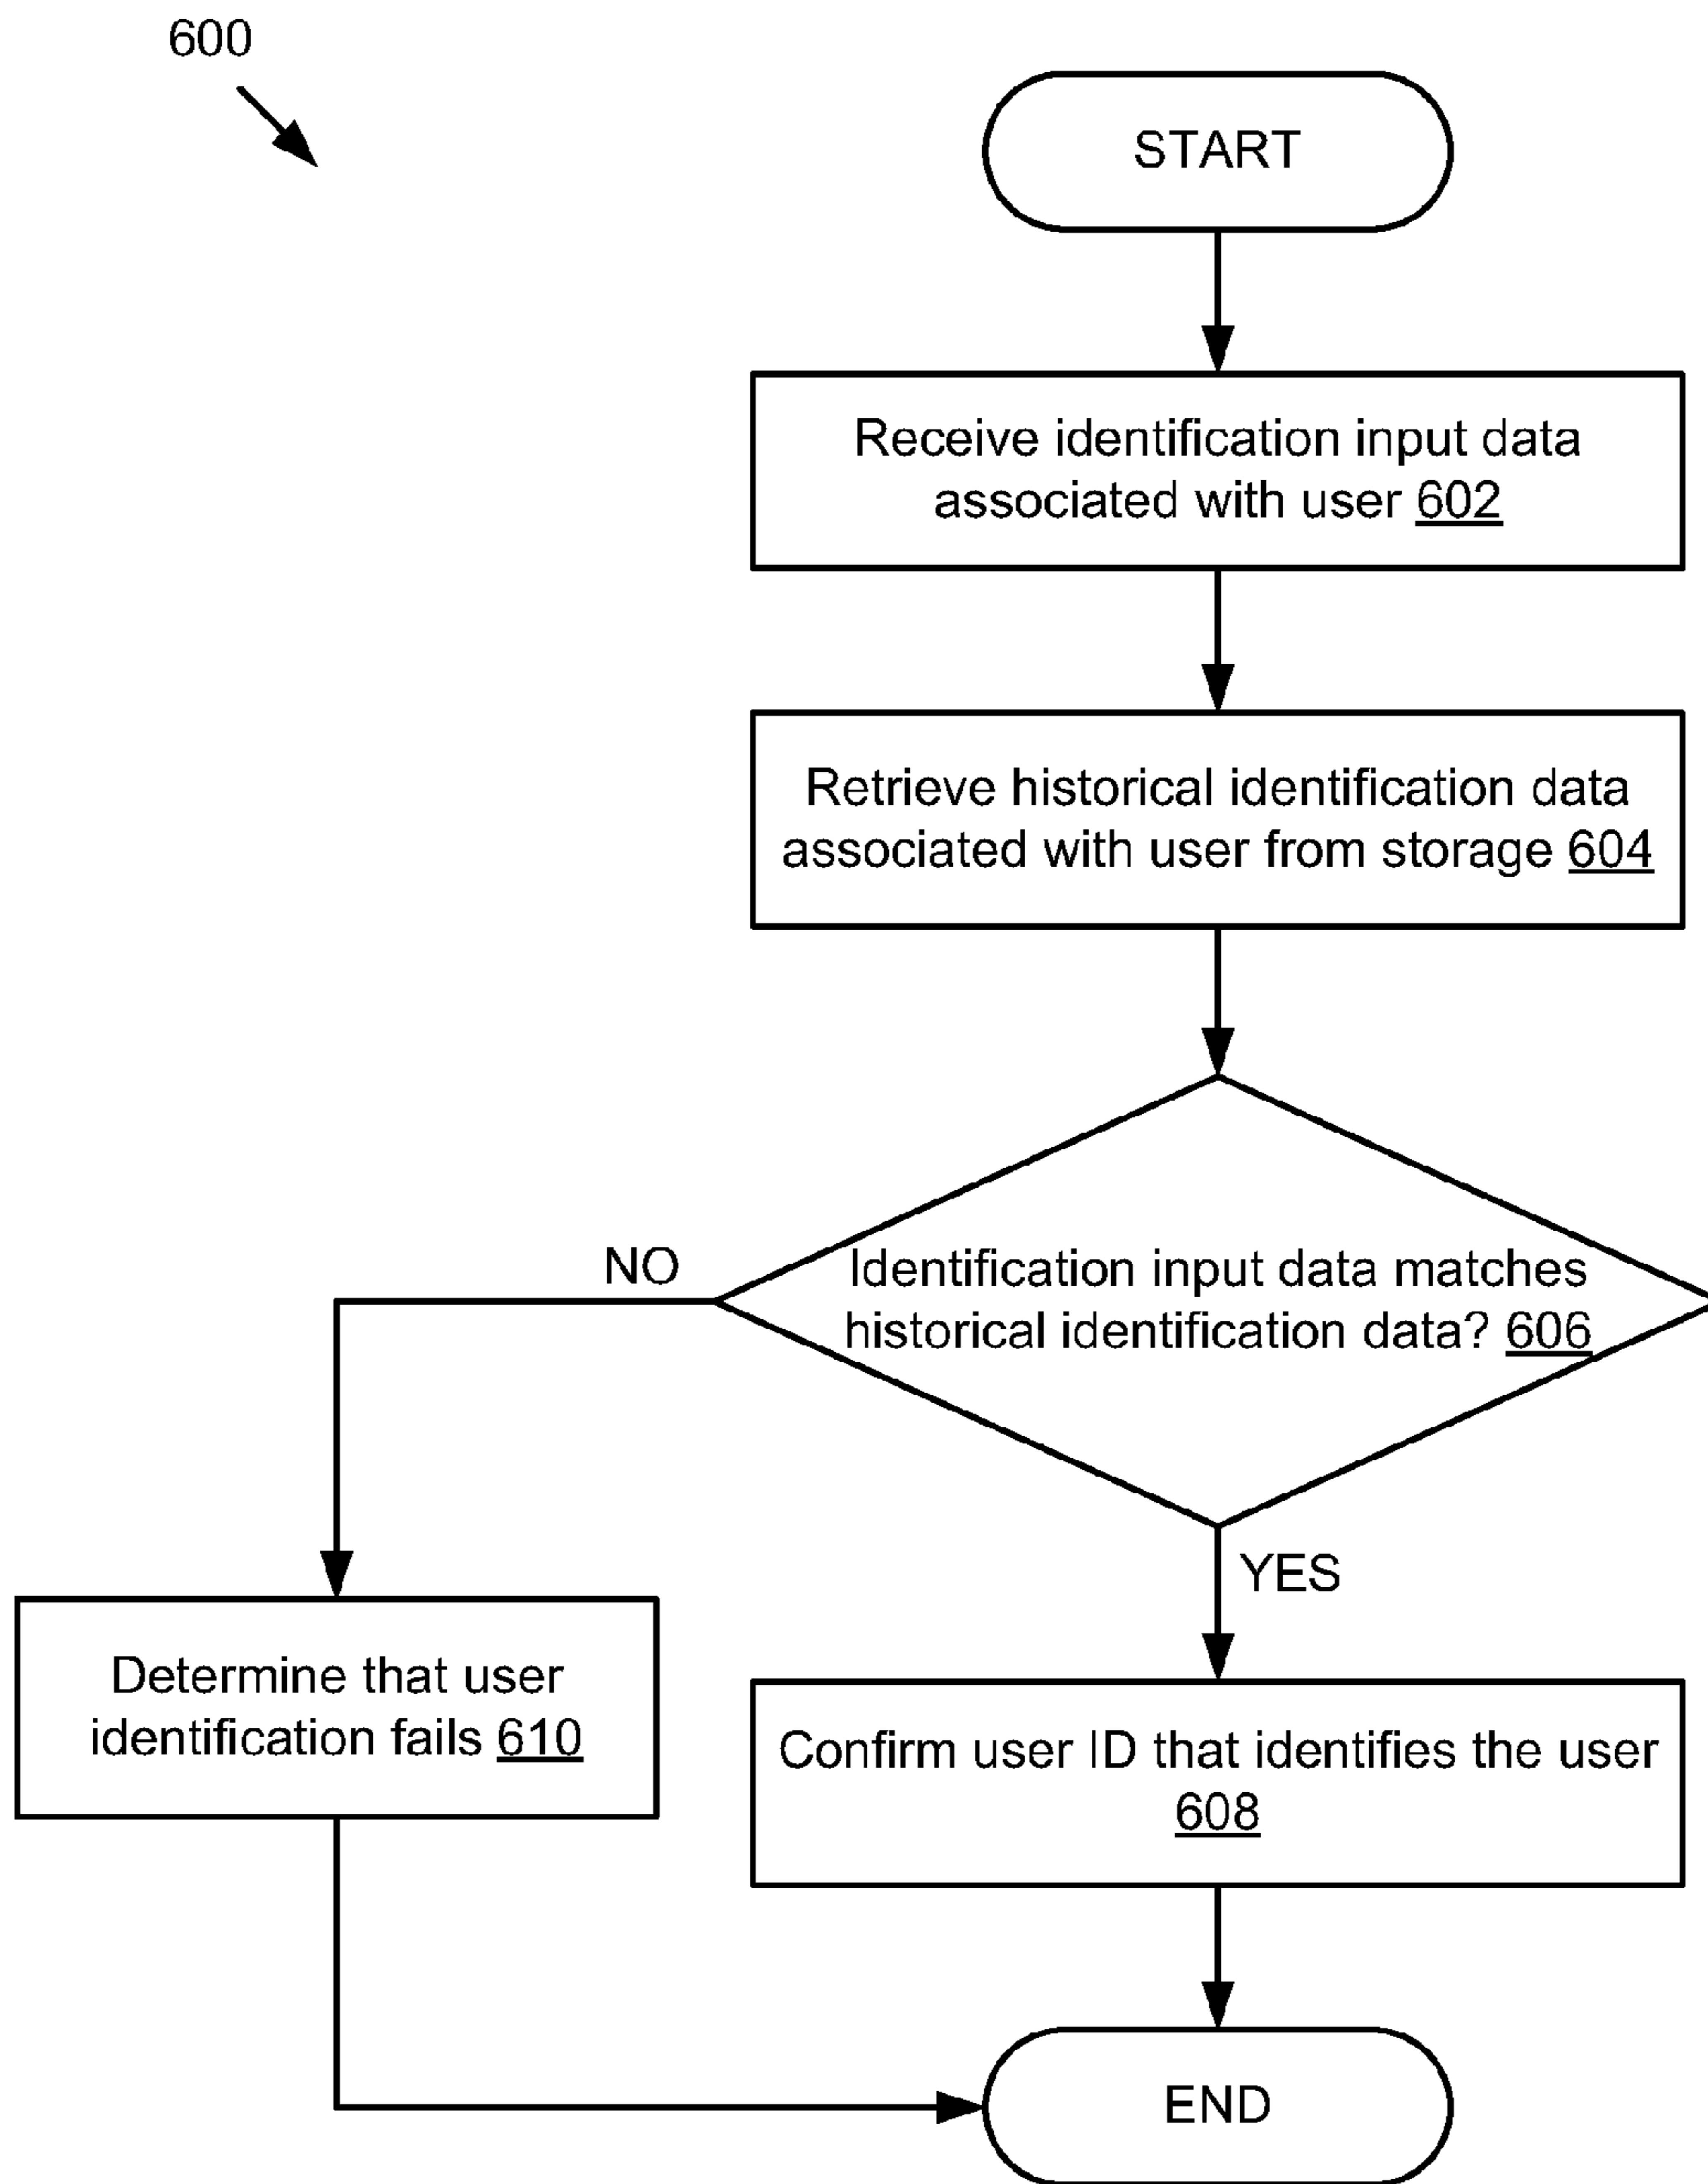 600
START
Receive identification input data
associated with user 602
Retrieve historical identification data
associated with user from storage 604
NO
Identification input data matches
historical identification data? 606
YES
Determine that user
identification fails 610
Confirm user ID that identifies the user
608
END